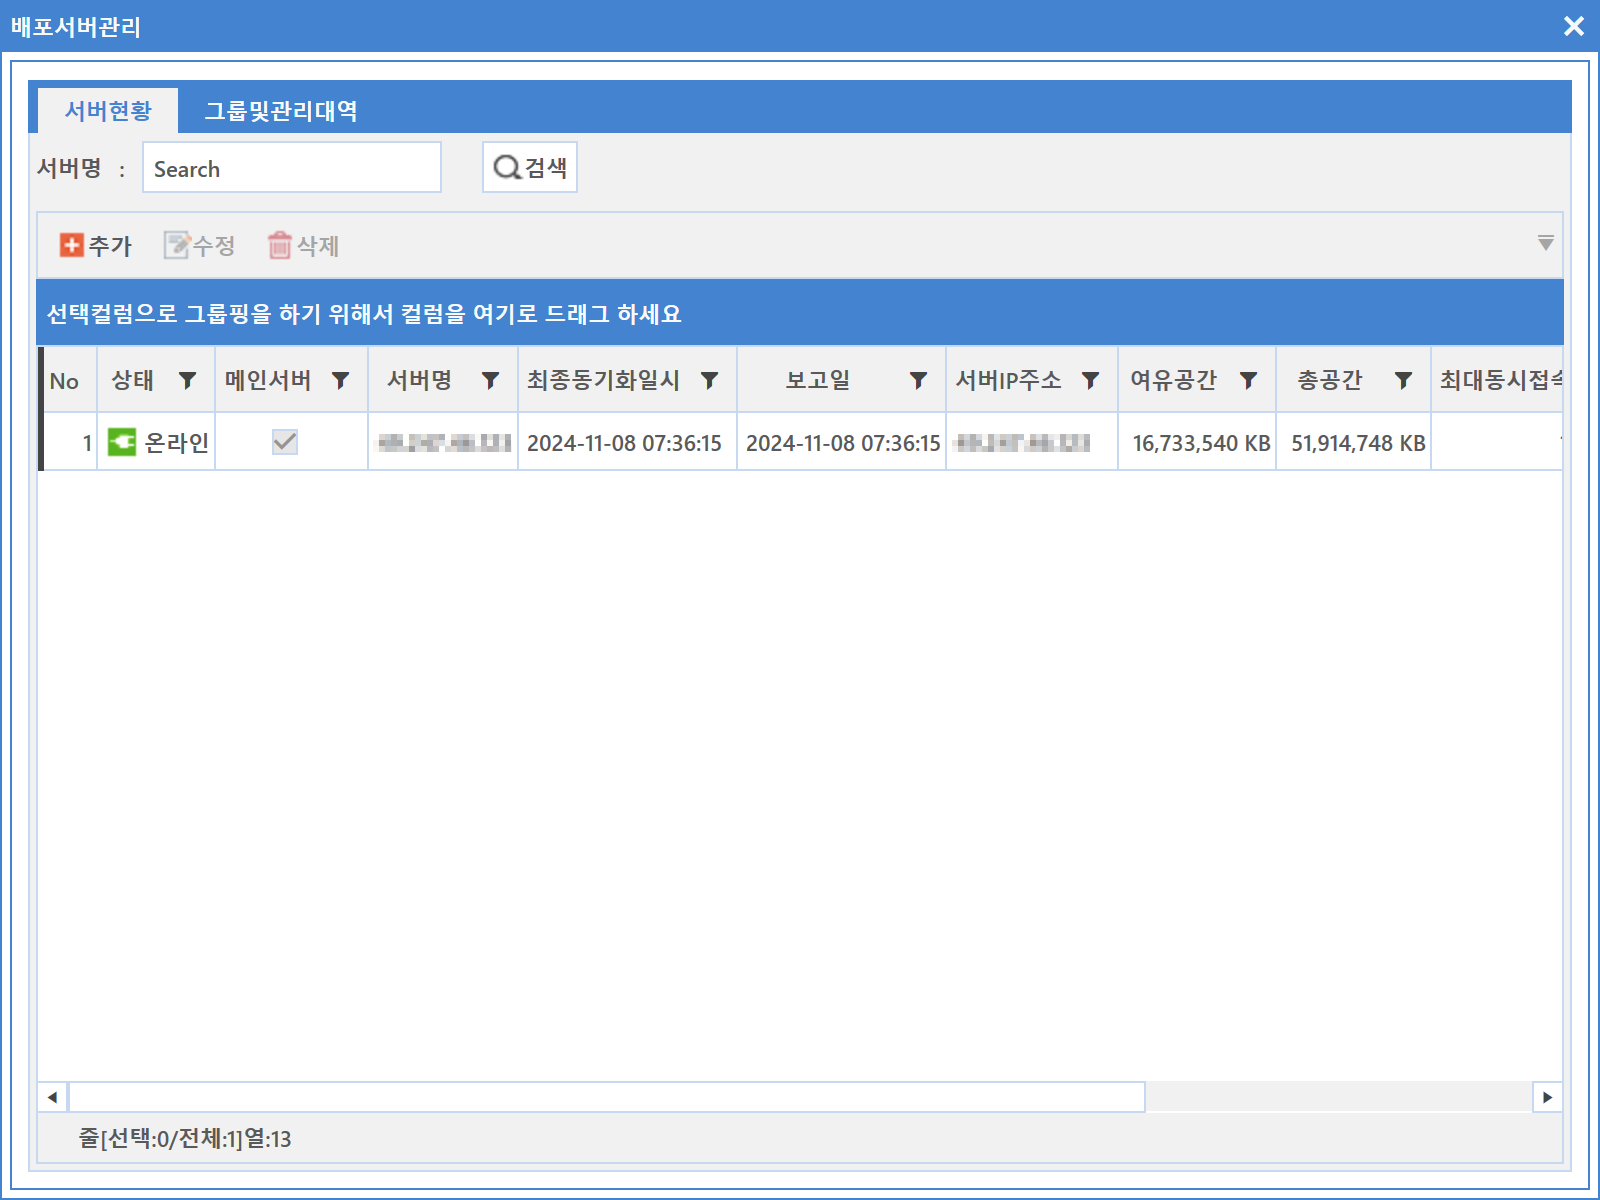 배포서버관리
서버현황 그룹및관리대역
서버명 : Search 검색
추가 수정 삭제
선택컬럼으로 그룹핑을 하기 위해서 컬럼을 여기로 드래그 하세요
No 상태 메인서버 서버명 최종동기화일시 보고일 서버IP주소 여유공간 총공간 최대동시접속
1 온라인 2024-11-08 07:36:15 2024-11-08 07:36:15 16,733,540 KB 51,914,748 KB
줄[선택:0/전체:1]열:13